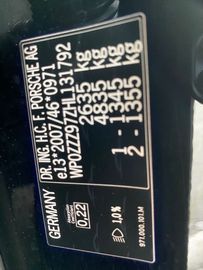 GERMANY DR. ING. H.C. F. PORSCHE AG
e13*2007/46*0971
WP0ZZZ97ZHL131792
2635 kg
4835 kg
1 - 1345 kg
2 - 1355 kg
0,22
1,0%
971.000.101.M